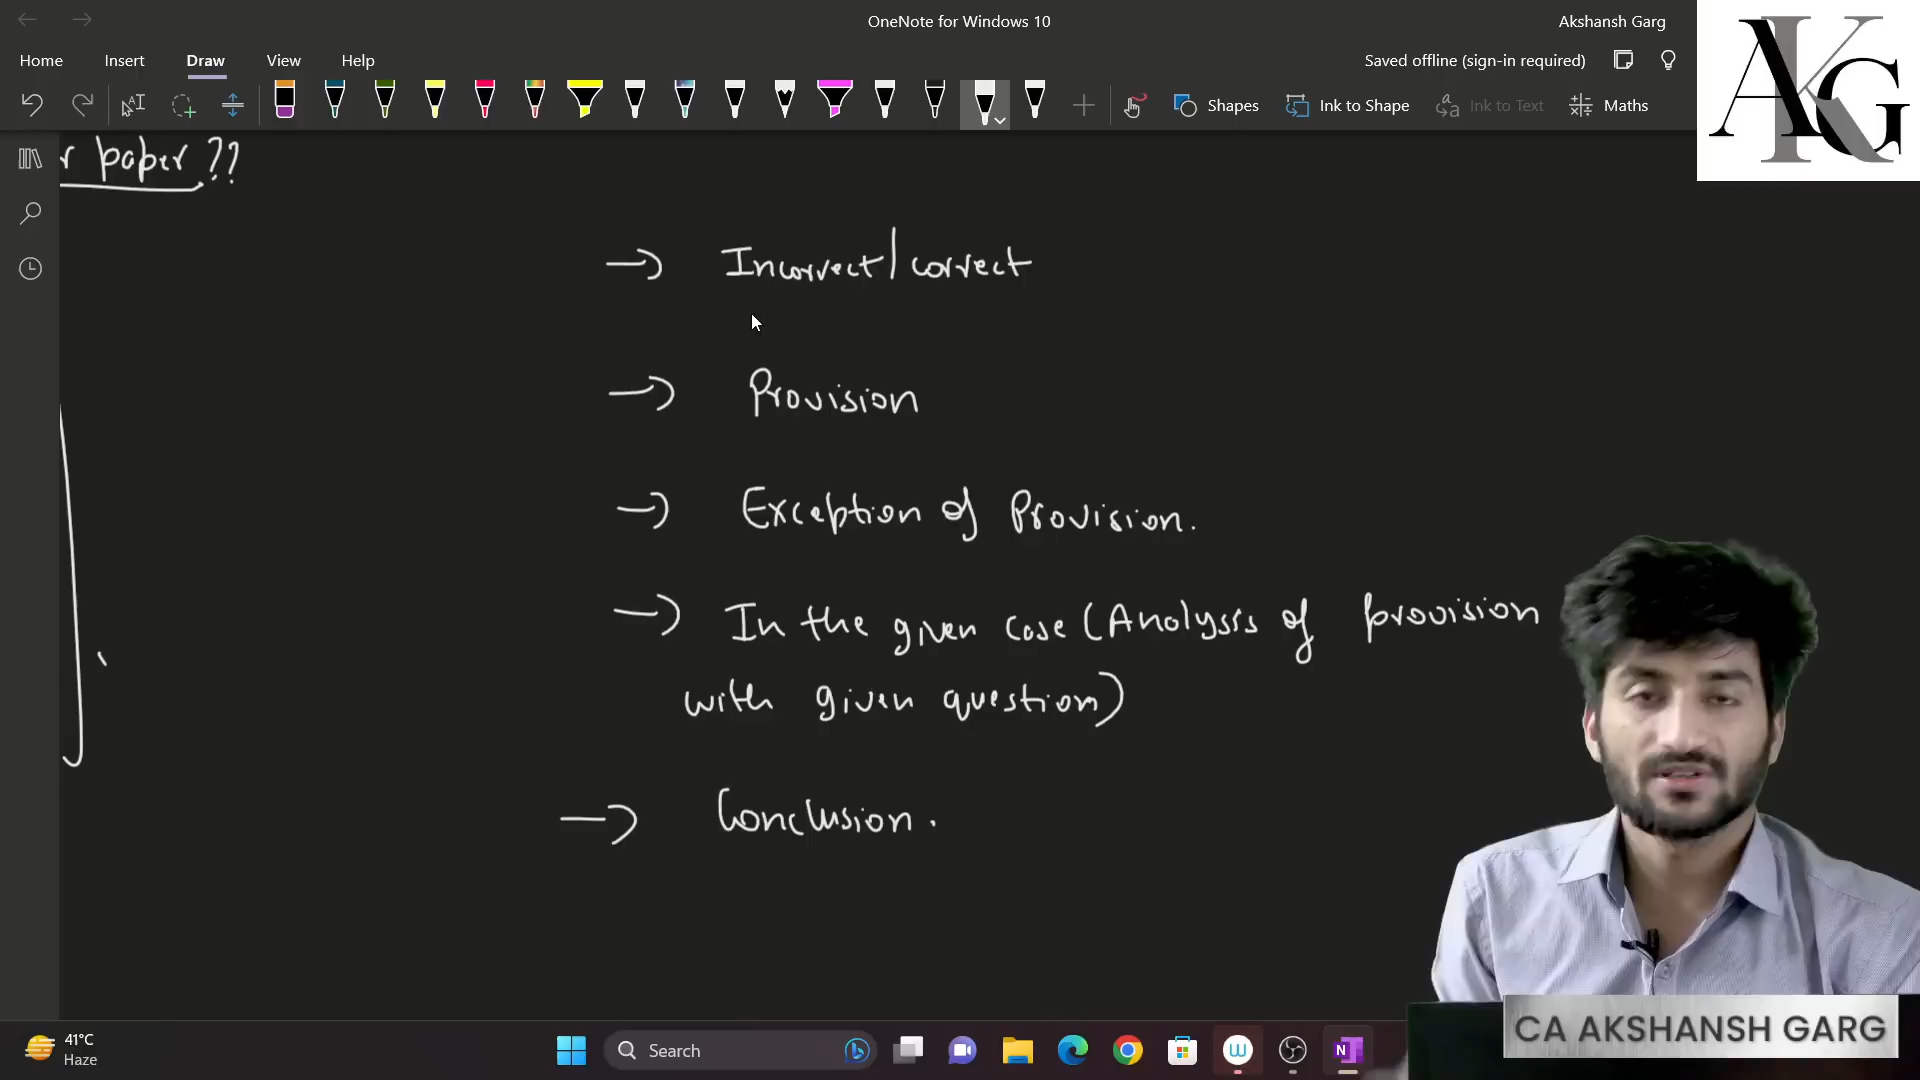 OneNote for Windows 10
Akshansh Garg
Home Insert Draw View Help
Saved offline (sign-in required)
Shapes Ink to Shape Ink to Text Maths
AKG
r paper ??
→ Incorrect/correct
→ Provision
→ Exception of Provision.
→ In the given case (Analysis of provision
with given question)
→ Conclusion.
CA AKSHANSH GARG
41°C
Haze
Search